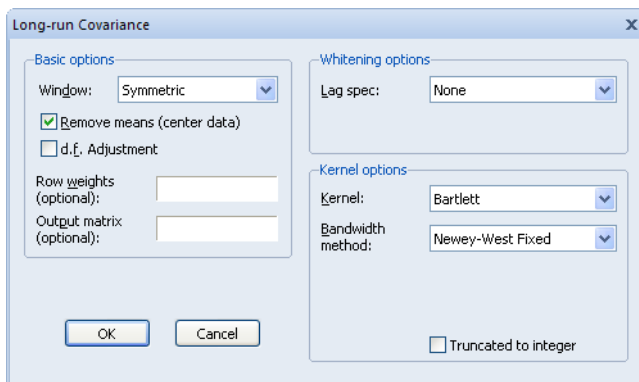 Long-run Covariance
x
Basic options
Window:
Symmetric
Remove means (center data)
d.f. Adjustment
Row weights
(optional):
Output matrix
(optional):
OK
Cancel
Whitening options
Lag spec:
None
Kernel options
Kernel:
Bartlett
Bandwidth
method:
Newey-West Fixed
Truncated to integer